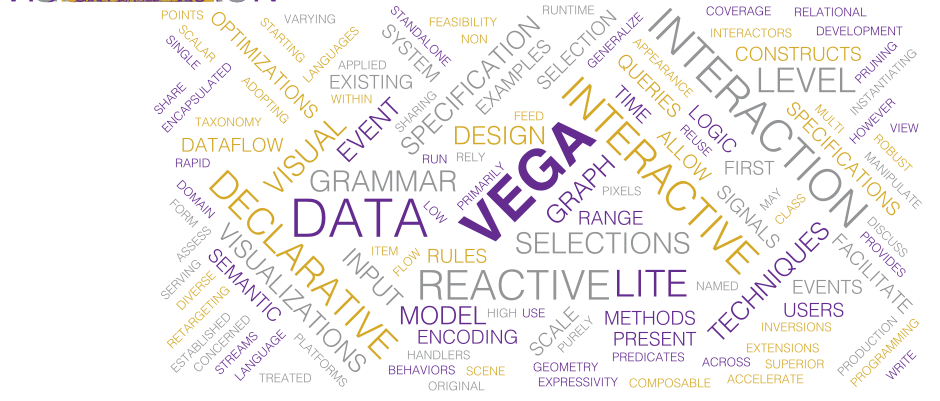 POINTS
SCALAR
SINGLE
OPTIMIZATIONS
VARYING
STARTING
LANGUAGES
SHARE
ENCAPSULATED
ADOPTING
TAXONOMY
DATAFLOW
RAPID
APPLIED
EXISTING
WITHIN
STANDALONE
SYSTEM
FEASIBILITY
NON
RUNTIME
SPECIFICATION
EXAMPLES
SELECTION
GENERALIZE
SHARING
EVENT
VISUAL
FEED
DESIGN
RUN
RELY
PRIMARILY
LOW
GRAMMAR
DATA
VEGA
GRAPH
PIXELS
RANGE
SELECTIONS
INTERACTIVE
INTERACTION
APPEARANCE
QUERIES
TIME
LOGIC
REUSE
ALLOW
FIRST
SIGNALS
MAY
CLASS
COVERAGE
RELATIONAL
INTERACTORS
DEVELOPMENT
CONSTRUCTS
LEVEL
PRUNING
INSTANTIATING
MULTI
SPECIFICATIONS
HOWEVER
VIEW
ROBUST
MANIPULATE
DISCUSS
PROVIDES
FACILITATE
DOMAIN
FORM
ASSESS
SERVING
DIVERSE
RETARGETING
DECLARATIVE
VISUALIZATIONS
SEMANTIC
ESTABLISHED
CONCERNED
STREAMS
LANGUAGE
TREATED
PLATFORMS
INPUT
ITEM
FLOW
RULES
REACTIVE
LITE
NAMED
MODEL
HIGH
USE
ENCODING
HANDLERS
BEHAVIORS
SCENE
ORIGINAL
SCALE
PURELY
METHODS
PRESENT
PREDICATES
GEOMETRY
EXPRESSIVITY
COMPOSABLE
TECHNIQUES
EVENTS
USERS
INVERSIONS
EXTENSIONS
ACROSS
SUPERIOR
ACCELERATE
PRODUCTION
PROGRAMMING
WRITE